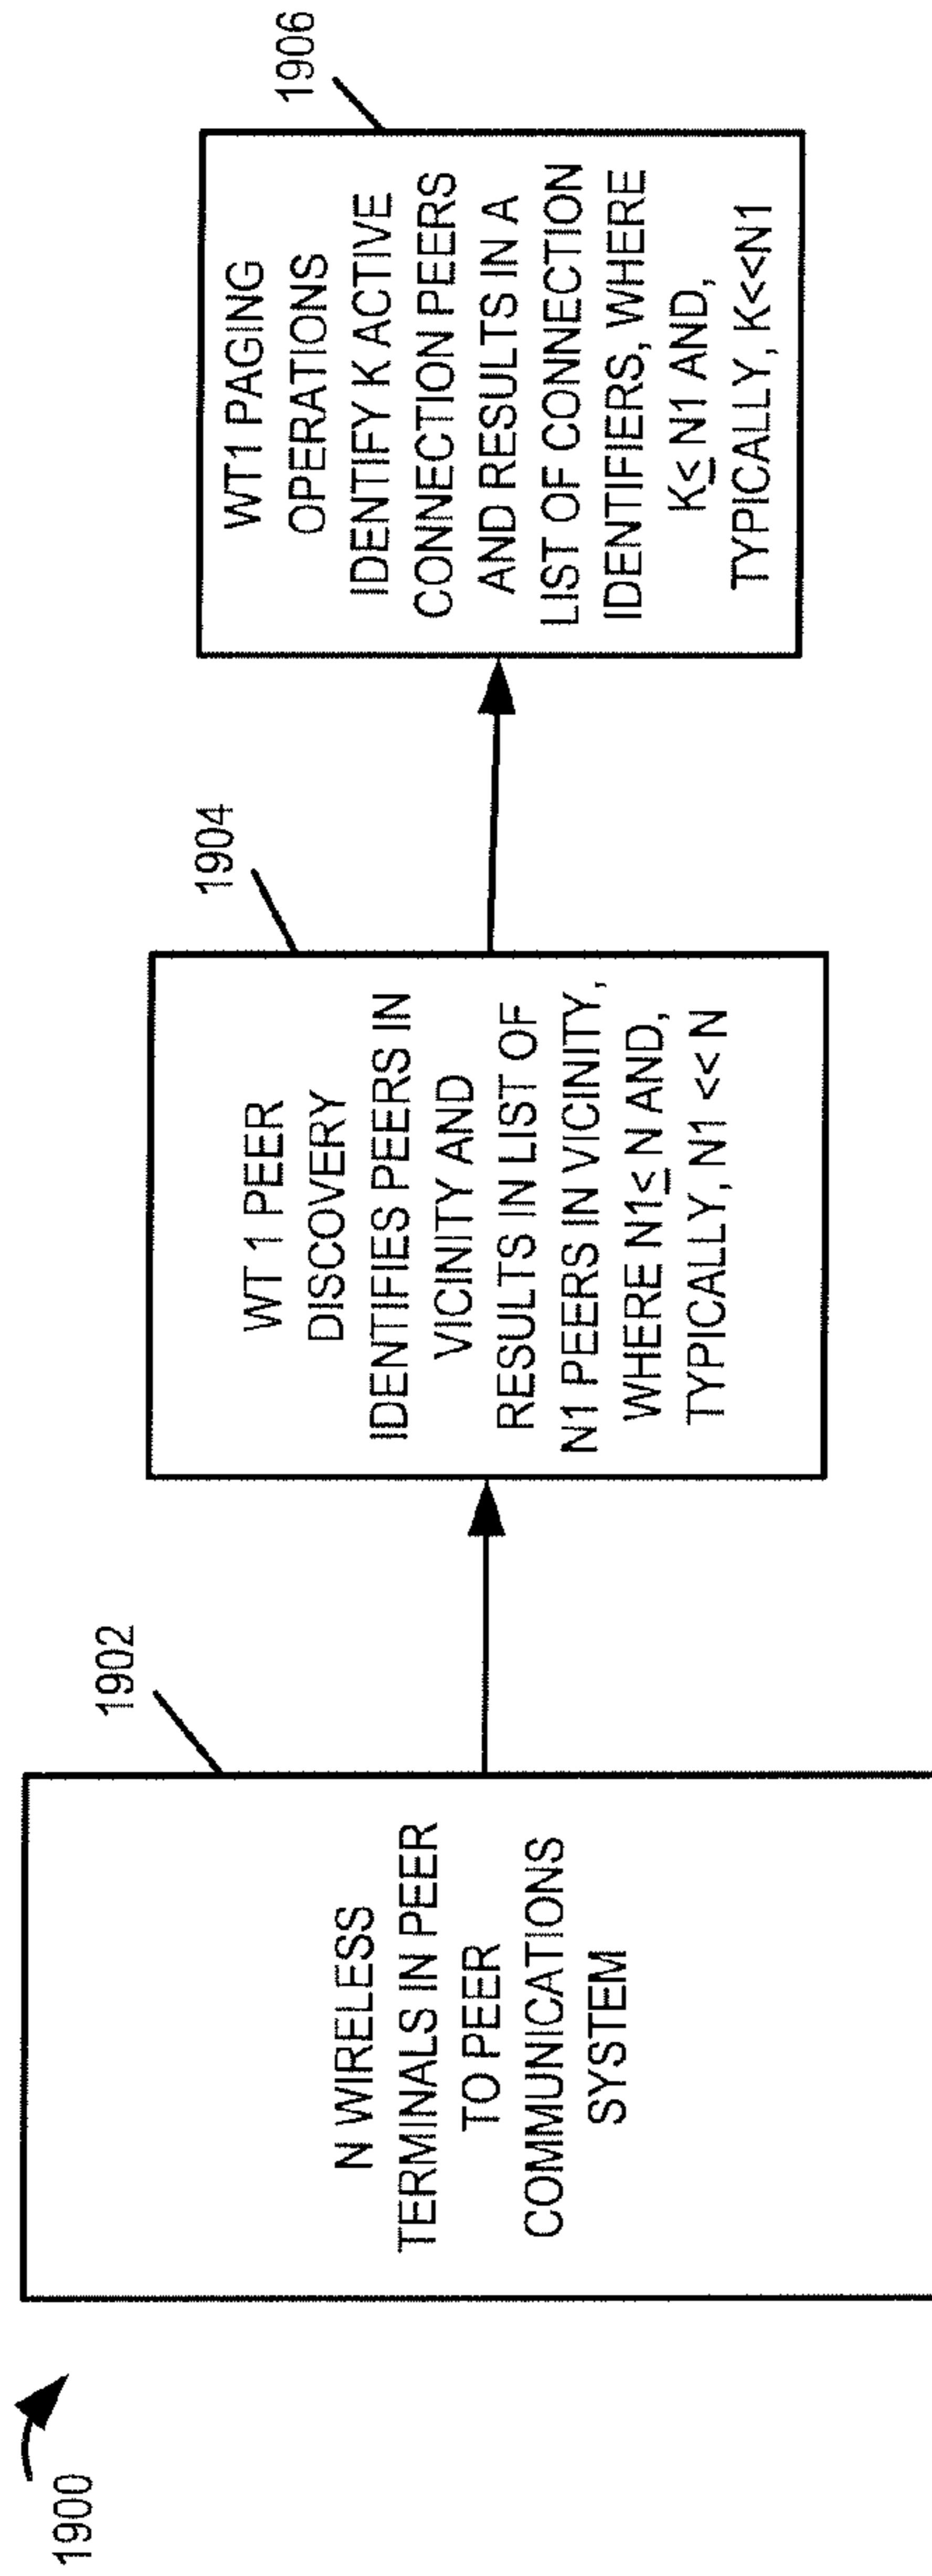 1900
1902
N WIRELESS
TERMINALS IN PEER
TO PEER
COMMUNICATIONS
SYSTEM
1904
WT 1 PEER
DISCOVERY
IDENTIFIES PEERS IN
VICINITY AND
RESULTS IN LIST OF
N1 PEERS IN VICINITY,
WHERE N1≤ N AND,
TYPICALLY, N1 << N
1906
WT1 PAGING
OPERATIONS
IDENTIFY K ACTIVE
CONNECTION PEERS
AND RESULTS IN A
LIST OF CONNECTION
IDENTIFIERS, WHERE
K≤ N1 AND,
TYPICALLY, K<<N1